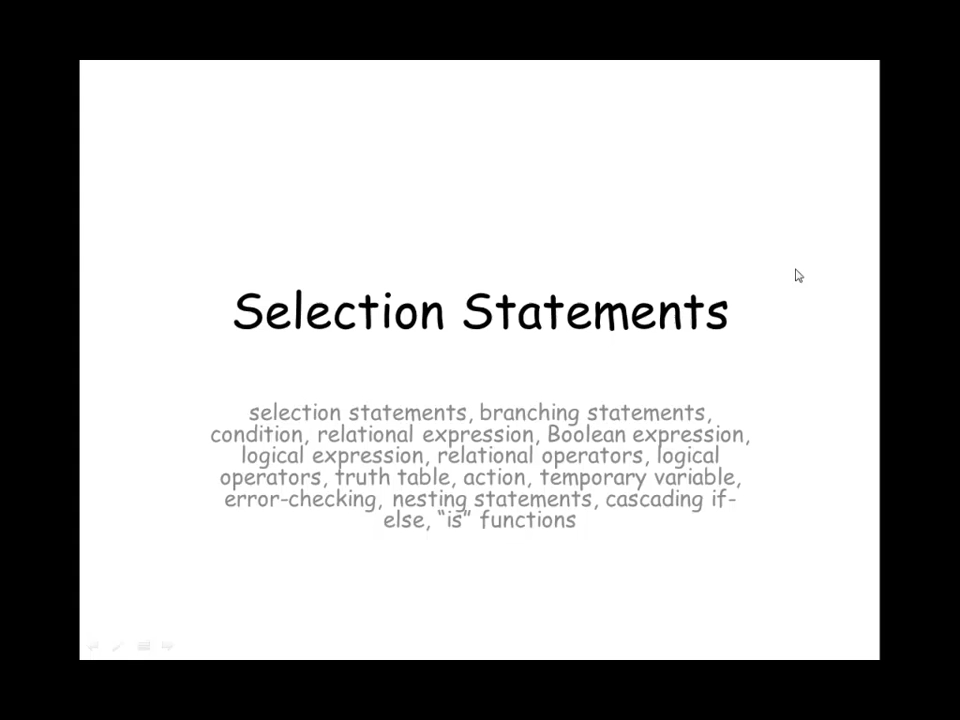 Selection Statements
selection statements, branching statements,
condition, relational expression, Boolean expression,
logical expression, relational operators, logical
operators, truth table, action, temporary variable,
error-checking, nesting statements, cascading if-
else, “is” functions